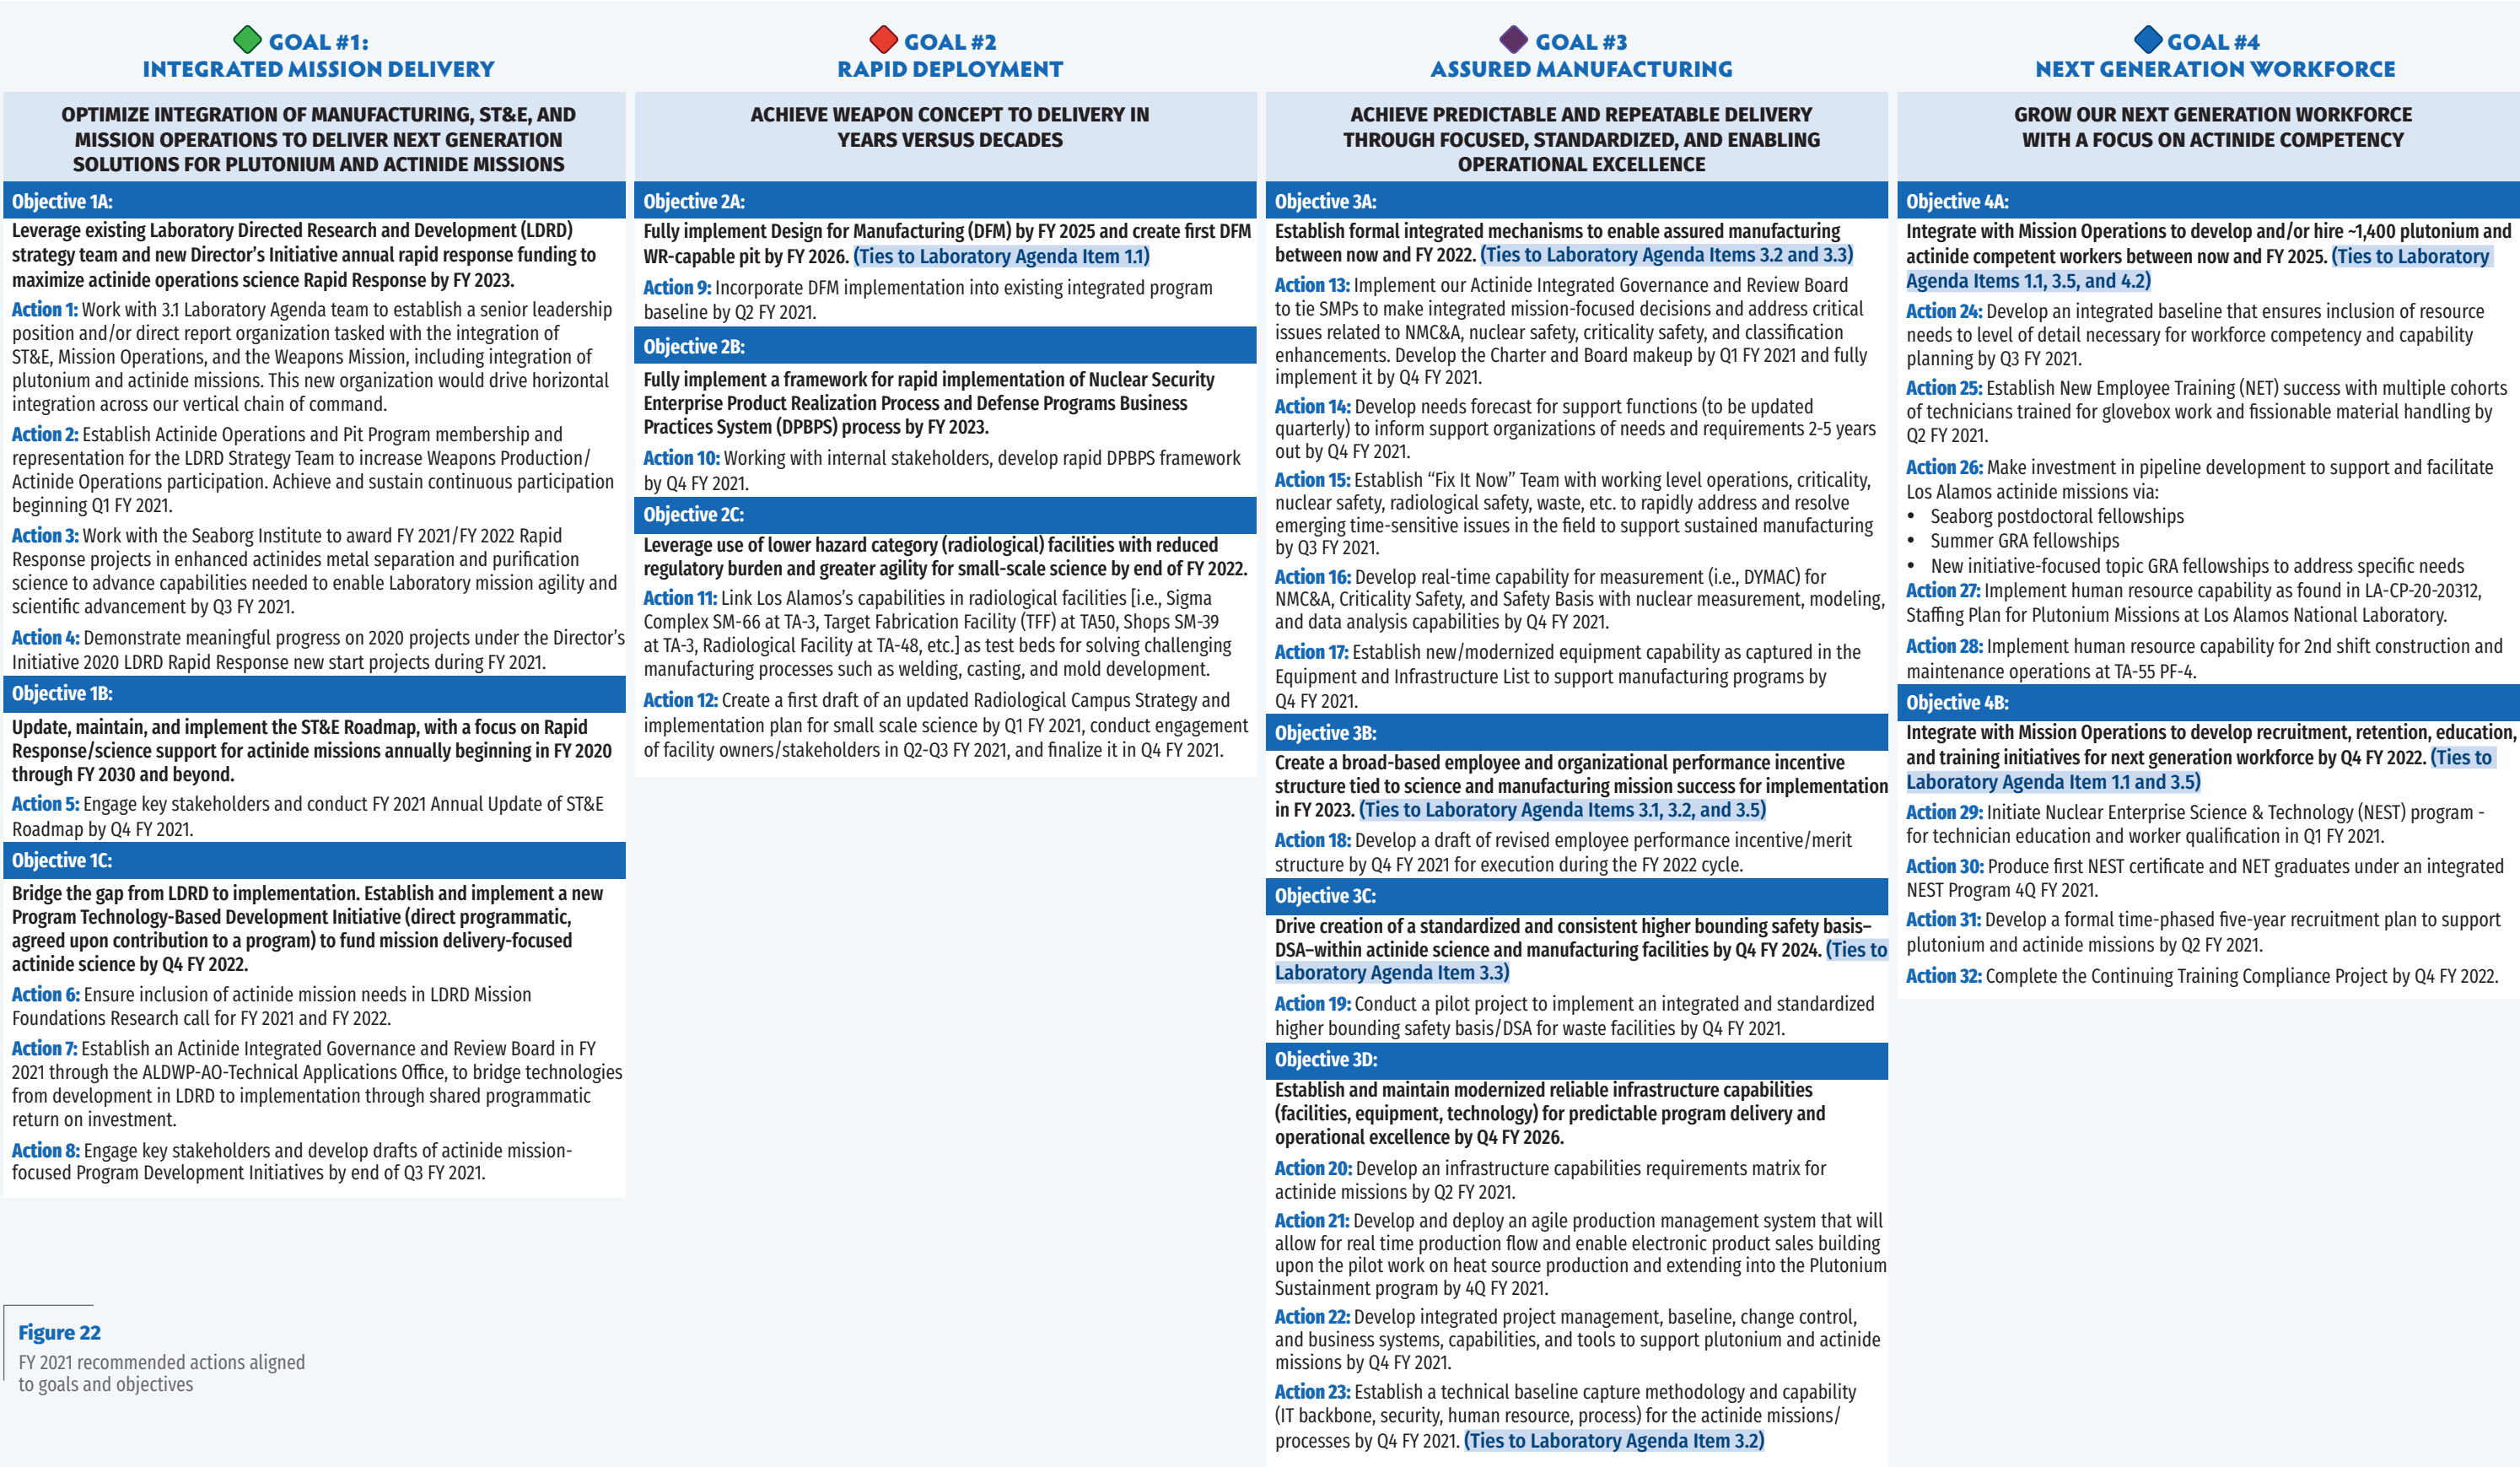 GOAL #1:
INTEGRATED MISSION DELIVERY
OPTIMIZE INTEGRATION OF MANUFACTURING, ST&E, AND
MISSION OPERATIONS TO DELIVER NEXT GENERATION
SOLUTIONS FOR PLUTONIUM AND ACTINIDE MISSIONS
Objective 1A:
Leverage existing Laboratory Directed Research and Development (LDRD)
strategy team and new Director’s Initiative annual rapid response funding to
maximize actinide operations science Rapid Response by FY 2023.
Action 1: Work with 3.1 Laboratory Agenda team to establish a senior leadership
position and/or direct report organization tasked with the integration of
ST&E, Mission Operations, and the Weapons Mission, including integration of
plutonium and actinide missions. This new organization would drive horizontal
integration across our vertical chain of command.
Action 2: Establish Actinide Operations and Pit Program membership and
representation for the LDRD Strategy Team to increase Weapons Production/
Actinide Operations participation. Achieve and sustain continuous participation
beginning Q1 FY 2021.
Action 3: Work with the Seaborg Institute to award FY 2021/FY 2022 Rapid
Response projects in enhanced actinides metal separation and purification
science to advance capabilities needed to enable Laboratory mission agility and
scientific advancement by Q3 FY 2021.
Action 4: Demonstrate meaningful progress on 2020 projects under the Director’s
Initiative 2020 LDRD Rapid Response new start projects during FY 2021.
Objective 1B:
Update, maintain, and implement the ST&E Roadmap, with a focus on Rapid
Response/science support for actinide missions annually beginning in FY 2020
through FY 2030 and beyond.
Action 5: Engage key stakeholders and conduct FY 2021 Annual Update of ST&E
Roadmap by Q4 FY 2021.
Objective 1C:
Bridge the gap from LDRD to implementation. Establish and implement a new
Program Technology-Based Development Initiative (direct programmatic,
agreed upon contribution to a program) to fund mission delivery-focused
actinide science by Q4 FY 2022.
Action 6: Ensure inclusion of actinide mission needs in LDRD Mission
Foundations Research call for FY 2021 and FY 2022.
Action 7: Establish an Actinide Integrated Governance and Review Board in FY
2021 through the ALDWP-AO-Technical Applications Office, to bridge technologies
from development in LDRD to implementation through shared programmatic
return on investment.
Action 8: Engage key stakeholders and develop drafts of actinide mission-
focused Program Development Initiatives by end of Q3 FY 2021.
Figure 22
FY 2021 recommended actions aligned
to goals and objectives
GOAL #2
RAPID DEPLOYMENT
ACHIEVE WEAPON CONCEPT TO DELIVERY IN
YEARS VERSUS DECADES
Objective 2A:
Fully implement Design for Manufacturing (DFM) by FY 2025 and create first DFM
WR-capable pit by FY 2026. (Ties to Laboratory Agenda Item 1.1)
Action 9: Incorporate DFM implementation into existing integrated program
baseline by Q2 FY 2021.
Objective 2B:
Fully implement a framework for rapid implementation of Nuclear Security
Enterprise Product Realization Process and Defense Programs Business
Practices System (DPBPS) process by FY 2023.
Action 10: Working with internal stakeholders, develop rapid DPBPS framework
by Q4 FY 2021.
Objective 2C:
Leverage use of lower hazard category (radiological) facilities with reduced
regulatory burden and greater agility for small-scale science by end of FY 2022.
Action 11: Link Los Alamos’s capabilities in radiological facilities [i.e., Sigma
Complex SM-66 at TA-3, Target Fabrication Facility (TFF) at TA50, Shops SM-39
at TA-3, Radiological Facility at TA-48, etc.] as test beds for solving challenging
manufacturing processes such as welding, casting, and mold development.
Action 12: Create a first draft of an updated Radiological Campus Strategy and
implementation plan for small scale science by Q1 FY 2021, conduct engagement
of facility owners/stakeholders in Q2-Q3 FY 2021, and finalize it in Q4 FY 2021.
GOAL #3
ASSURED MANUFACTURING
ACHIEVE PREDICTABLE AND REPEATABLE DELIVERY
THROUGH FOCUSED, STANDARDIZED, AND ENABLING
OPERATIONAL EXCELLENCE
Objective 3A:
Establish formal integrated mechanisms to enable assured manufacturing
between now and FY 2022. (Ties to Laboratory Agenda Items 3.2 and 3.3)
Action 13: Implement our Actinide Integrated Governance and Review Board
to tie SMPs to make integrated mission-focused decisions and address critical
issues related to NMC&A, nuclear safety, criticality safety, and classification
enhancements. Develop the Charter and Board makeup by Q1 FY 2021 and fully
implement it by Q4 FY 2021.
Action 14: Develop needs forecast for support functions (to be updated
quarterly) to inform support organizations of needs and requirements 2-5 years
out by Q4 FY 2021.
Action 15: Establish “Fix It Now” Team with working level operations, criticality,
nuclear safety, radiological safety, waste, etc. to rapidly address and resolve
emerging time-sensitive issues in the field to support sustained manufacturing
by Q3 FY 2021.
Action 16: Develop real-time capability for measurement (i.e., DYMAC) for
NMC&A, Criticality Safety, and Safety Basis with nuclear measurement, modeling,
and data analysis capabilities by Q4 FY 2021.
Action 17: Establish new/modernized equipment capability as captured in the
Equipment and Infrastructure List to support manufacturing programs by
Q4 FY 2021.
Objective 3B:
Create a broad-based employee and organizational performance incentive
structure tied to science and manufacturing mission success for implementation
in FY 2023. (Ties to Laboratory Agenda Items 3.1, 3.2, and 3.5)
Action 18: Develop a draft of revised employee performance incentive/merit
structure by Q4 FY 2021 for execution during the FY 2022 cycle.
Objective 3C:
Drive creation of a standardized and consistent higher bounding safety basis–
DSA–within actinide science and manufacturing facilities by Q4 FY 2024. (Ties to
Laboratory Agenda Item 3.3)
Action 19: Conduct a pilot project to implement an integrated and standardized
higher bounding safety basis/DSA for waste facilities by Q4 FY 2021.
Objective 3D:
Establish and maintain modernized reliable infrastructure capabilities
(facilities, equipment, technology) for predictable program delivery and
operational excellence by Q4 FY 2026.
Action 20: Develop an infrastructure capabilities requirements matrix for
actinide missions by Q2 FY 2021.
Action 21: Develop and deploy an agile production management system that will
allow for real time production flow and enable electronic product sales building
upon the pilot work on heat source production and extending into the Plutonium
Sustainment program by 4Q FY 2021.
Action 22: Develop integrated project management, baseline, change control,
and business systems, capabilities, and tools to support plutonium and actinide
missions by Q4 FY 2021.
Action 23: Establish a technical baseline capture methodology and capability
(IT backbone, security, human resource, process) for the actinide missions/
processes by Q4 FY 2021. (Ties to Laboratory Agenda Item 3.2)
GOAL #4
NEXT GENERATION WORKFORCE
GROW OUR NEXT GENERATION WORKFORCE
WITH A FOCUS ON ACTINIDE COMPETENCY
Objective 4A:
Integrate with Mission Operations to develop and/or hire ~1,400 plutonium and
actinide competent workers between now and FY 2025. (Ties to Laboratory
Agenda Items 1.1, 3.5, and 4.2)
Action 24: Develop an integrated baseline that ensures inclusion of resource
needs to level of detail necessary for workforce competency and capability
planning by Q3 FY 2021.
Action 25: Establish New Employee Training (NET) success with multiple cohorts
of technicians trained for glovebox work and fissionable material handling by
Q2 FY 2021.
Action 26: Make investment in pipeline development to support and facilitate
Los Alamos actinide missions via:
• Seaborg postdoctoral fellowships
• Summer GRA fellowships
• New initiative-focused topic GRA fellowships to address specific needs
Action 27: Implement human resource capability as found in LA-CP-20-20312,
Staffing Plan for Plutonium Missions at Los Alamos National Laboratory.
Action 28: Implement human resource capability for 2nd shift construction and
maintenance operations at TA-55 PF-4.
Objective 4B:
Integrate with Mission Operations to develop recruitment, retention, education,
and training initiatives for next generation workforce by Q4 FY 2022. (Ties to
Laboratory Agenda Item 1.1 and 3.5)
Action 29: Initiate Nuclear Enterprise Science & Technology (NEST) program -
for technician education and worker qualification in Q1 FY 2021.
Action 30: Produce first NEST certificate and NET graduates under an integrated
NEST Program 4Q FY 2021.
Action 31: Develop a formal time-phased five-year recruitment plan to support
plutonium and actinide missions by Q2 FY 2021.
Action 32: Complete the Continuing Training Compliance Project by Q4 FY 2022.